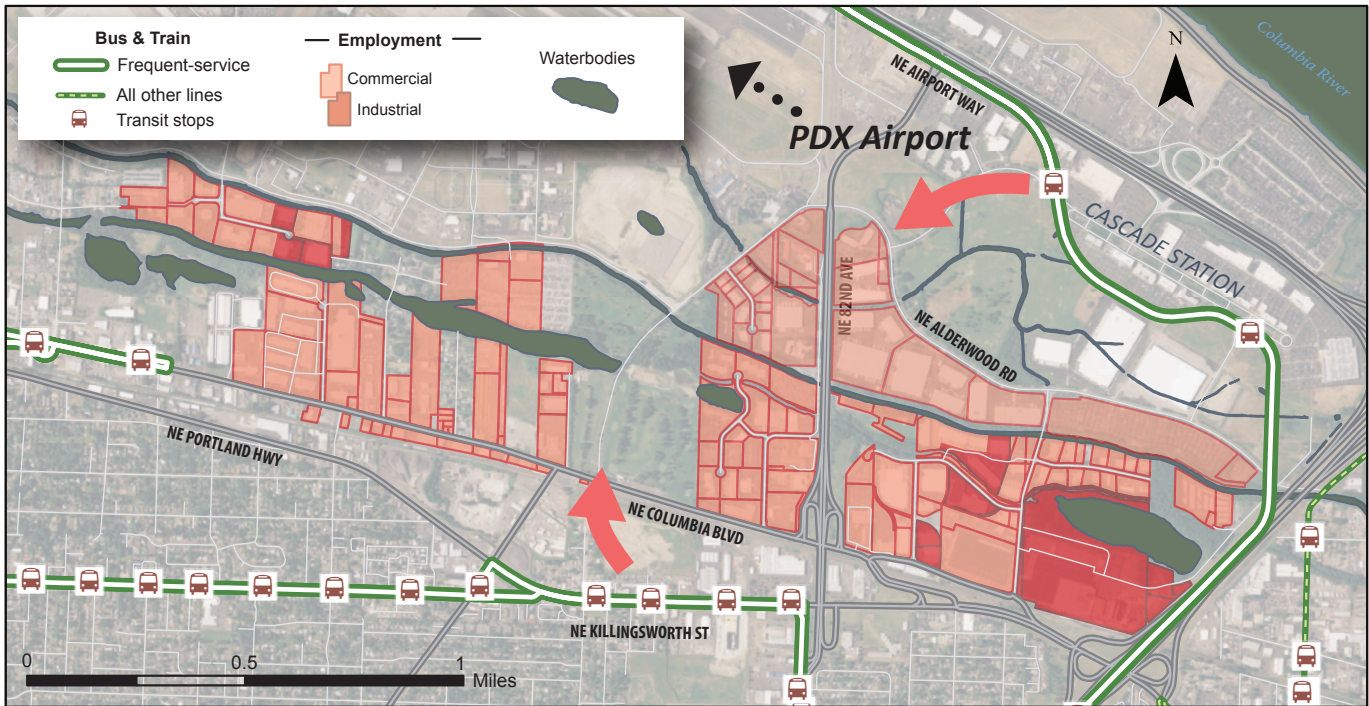 Bus & Train
Frequent-service
All other lines
Transit stops
Employment
Commercial
Industrial
Waterbodies
N
Columbia River
NE AIRPORT WAY
PDX Airport
CASCADE STATION
NE 82ND AVE
NE ALDERWOOD RD
NE PORTLAND HWY
NE COLUMBIA BLVD
NE KILLINGSWORTH ST
0 0.5 1
Miles